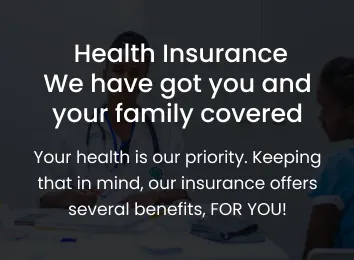 Health Insurance
We have got you and
your family covered
Your health is our priority. Keeping
that in mind, our insurance offers
several benefits, FOR YOU!